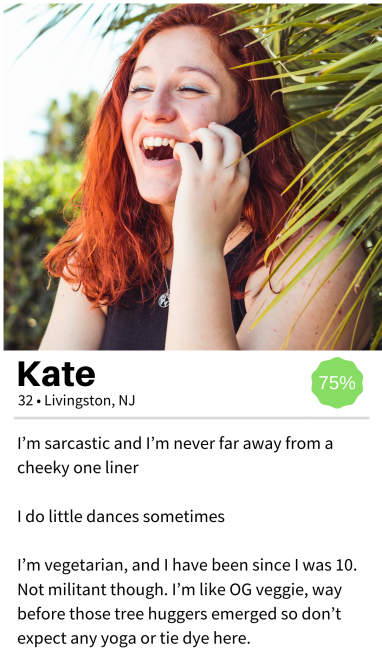 Kate
32 • Livingston, NJ
75%
I’m sarcastic and I’m never far away from a
cheeky one liner
I do little dances sometimes
I’m vegetarian, and I have been since I was 10.
Not militant though. I’m like OG veggie, way
before those tree huggers emerged so don’t
expect any yoga or tie dye here.